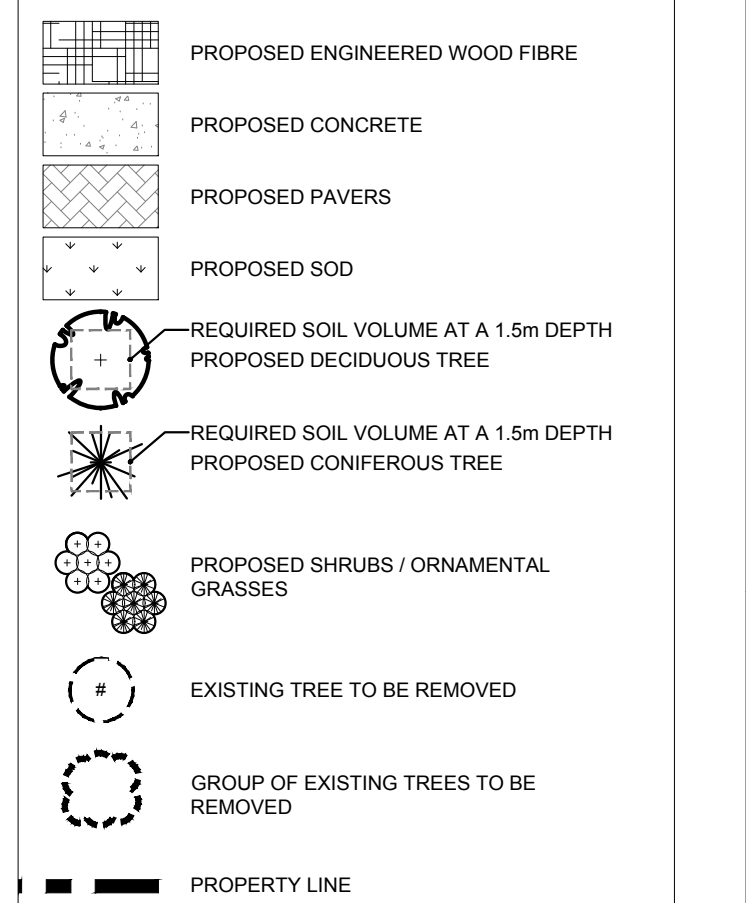 PROPOSED ENGINEERED WOOD FIBRE
PROPOSED CONCRETE
PROPOSED PAVERS
PROPOSED SOD
REQUIRED SOIL VOLUME AT A 1.5m DEPTH
PROPOSED DECIDUOUS TREE
REQUIRED SOIL VOLUME AT A 1.5m DEPTH
PROPOSED CONIFEROUS TREE
PROPOSED SHRUBS / ORNAMENTAL
GRASSES
# EXISTING TREE TO BE REMOVED
GROUP OF EXISTING TREES TO BE
REMOVED
PROPERTY LINE